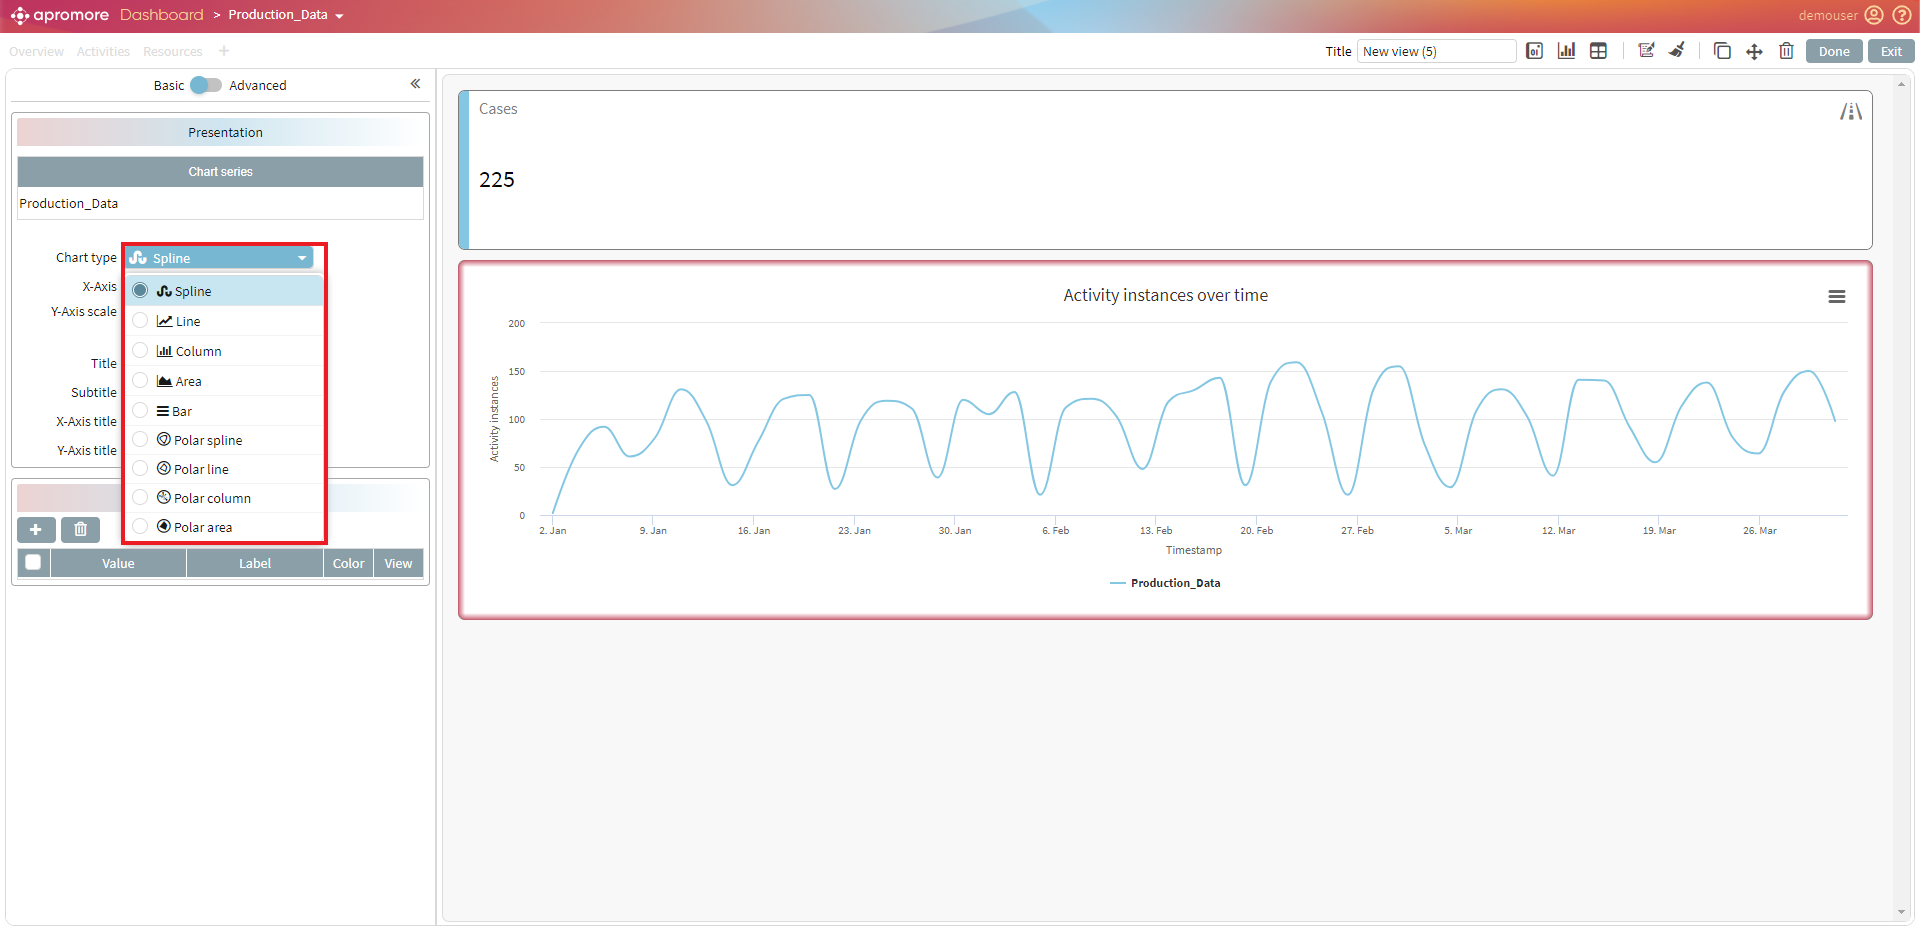 apromore Dashboard > Production_Data
demouser
Overview Activities Resources +
Title New view (5)
Done Exit
Basic Advanced
Presentation
Chart series
Production_Data
Chart type Spline
X-Axis
Y-Axis scale
Title
Subtitle
X-Axis title
Y-Axis title
Spline
Line
Column
Area
Bar
Polar spline
Polar line
Polar column
Polar area
Value Label Color View
Cases
225
Activity instances over time
200
150
100
50
0
Activity instances
2. Jan 9. Jan 16. Jan 23. Jan 30. Jan 6. Feb 13. Feb 20. Feb 27. Feb 5. Mar 12. Mar 19. Mar 26. Mar
Timestamp
Production_Data